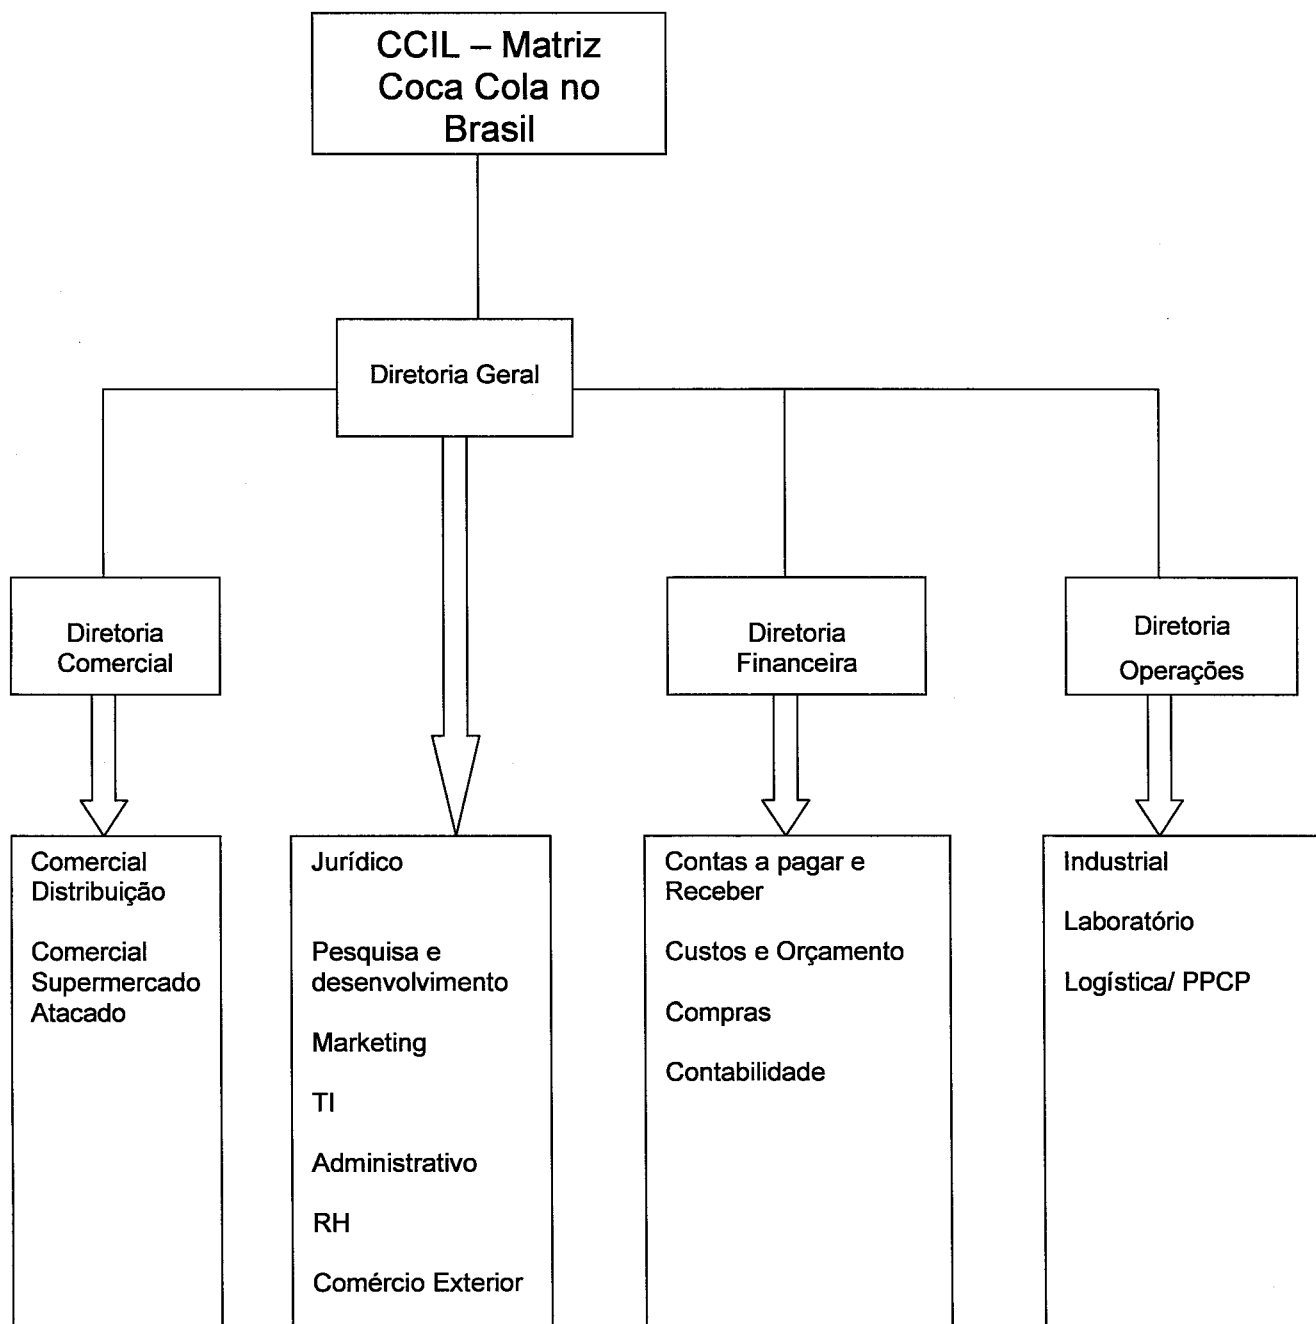 CCIL – Matriz
Coca Cola no
Brasil
Diretoria Geral
Diretoria
Comercial
Diretoria
Financeira
Diretoria
Operações
Comercial
Distribuição
Comercial
Supermercado
Atacado
Jurídico
Pesquisa e
desenvolvimento
Marketing
TI
Administrativo
RH
Comércio Exterior
Contas a pagar e
Receber
Custos e Orçamento
Compras
Contabilidade
Industrial
Laboratório
Logística/ PPCP